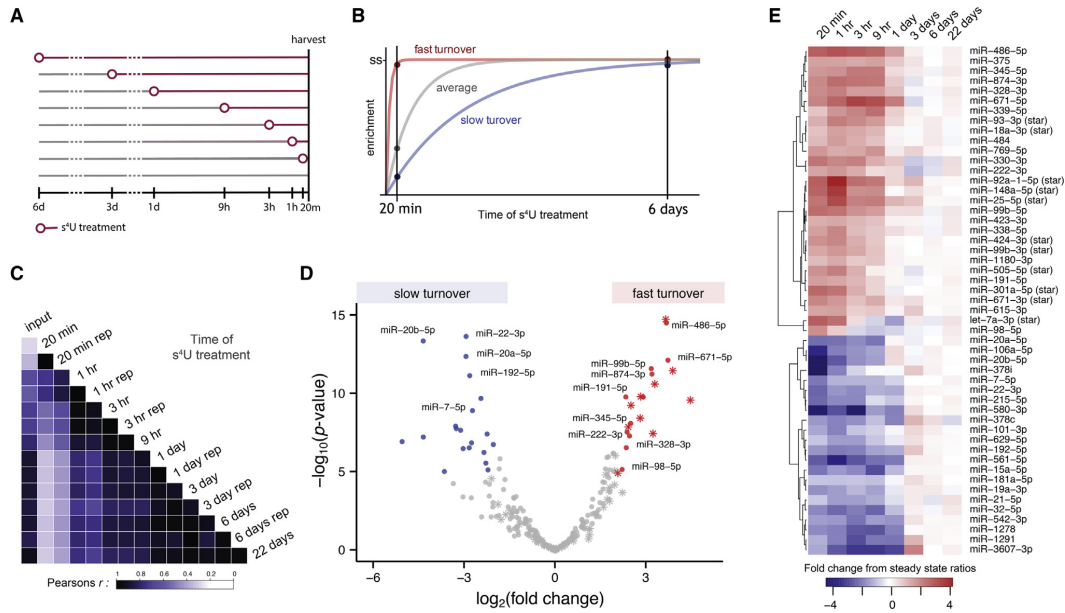 A
harvest
6d
3d
1d
9h
3h
1h
20m
s⁴U treatment
B
fast turnover
SS
average
slow turover
enrichment
20 min
Time of s⁴U treatment
6 days
C
input
20 min
20 min rep
1 hr
1 hr rep
3 hr
3 hr rep
9 hr
1 day
1 day rep
3 day
3 day rep
6 days
6 days rep
22 days
Time of
s⁴U treatment
Pearsons r :
1
0.8
0.6
0.4
0.2
0
D
slow turnover
fast turnover
15
10
5
0
−log₁₀(p-value)
miR−20b−5p
miR−22−3p
miR−20a−5p
miR−192−5p
miR−7−5p
miR−486−5p
miR−671−5p
miR−99b−5p
miR−874−3p
miR−191−5p
miR−345−5p
miR−222−3p
miR−328−5p
miR−98−5p
−6
−3
0
3
log₂(fold change)
E
20 min
1 hr
3 hr
9 hr
1 day
3 days
6 days
22 days
miR−486−5p
miR−375
miR−345−5p
miR−874−3p
miR−328−3p
miR−671−5p
miR−339−5p
miR−93−3p (star)
miR−18a−3p (star)
miR−484
miR−769−5p
miR−330−3p
miR−222−3p
miR−92a−1−5p (star)
miR−148a−5p (star)
miR−25−5p (star)
miR−99b−5p
miR−423−3p
miR−338−5p
miR−424−3p (star)
miR−99b−3p (star)
miR−1180−3p
miR−505−5p (star)
miR−191−5p
miR−301a−5p (star)
miR−671−3p (star)
miR−615−3p
let−7a−3p (star)
miR−98−5p
miR−20a−5p
miR−106a−5p
miR−20b−5p
miR−378i
miR−7−5p
miR−22−3p
miR−215−5p
miR−580−3p
miR−378c
miR−101−3p
miR−629−5p
miR−192−5p
miR−561−5p
miR−15a−5p
miR−181a−5p
miR−19a−3p
miR−21−5p
miR−32−5p
miR−542−3p
miR−1278
miR−1291
miR−3607−3p
Fold change from steady state ratios
−4
−2
0
2
4